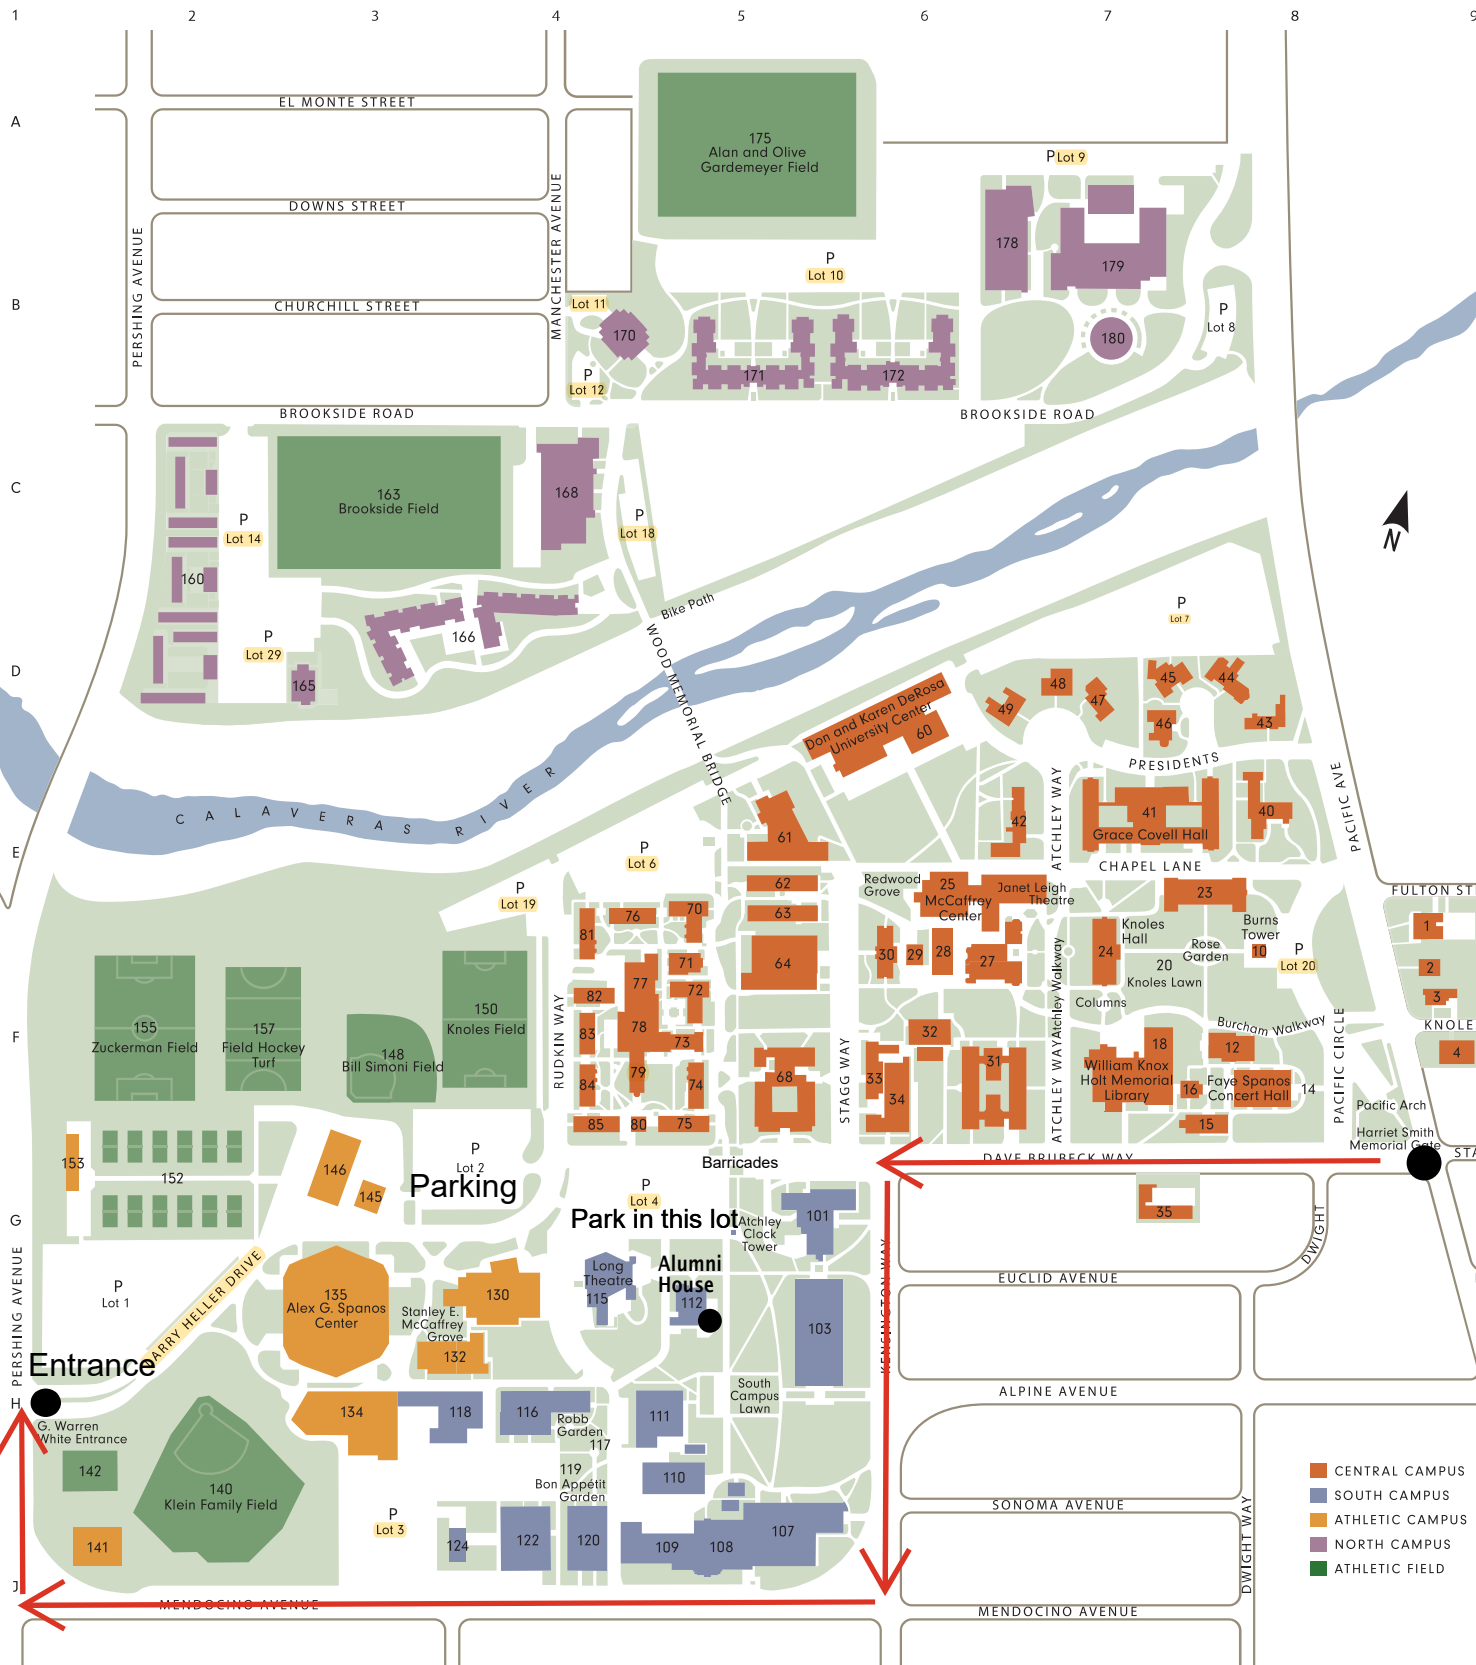 1 2 3 4 5 6 7 8 9
EL MONTE STREET
A
175
Alan and Olive
Gardemeyer Field
P Lot 9
DOWNS STREET
MANCHESTER AVENUE
PERSHING AVENUE
178
179
P
Lot 10
B
CHURCHILL STREET
Lot 11
170
P
Lot 8
180
P
Lot 12
171
172
BROOKSIDE ROAD
BROOKSIDE ROAD
C
163
Brookside Field
168
P
Lot 14
P
Lot 18
N
160
Bike Path
P
Lot 7
166
P
Lot 29
WOOD MEMORIAL BRIDGE
D
165
45
44
48
47
49
46
43
Don and Karen DeRosa
University Center
60
PRESIDENTS
CALAVERAS RIVER
PACIFIC AVE
ATCHLEY WAY
41
Grace Covell Hall
40
42
61
E
P
Lot 6
CHAPEL LANE
62
Redwood
Grove
25
McCaffrey
Center
Janet Leigh
Theatre
23
FULTON ST
P
Lot 19
76
70
63
81
1
Knoles
Hall
Burns
Tower
10
30
29
28
27
24
Rose
Garden
P
Lot 20
71
64
20
Knoles Lawn
2
77
82
72
3
Columns
150
Knoles Field
RUDKIN WAY
Atchley Walkway
Atchley Walkway
F
155
Zuckerman Field
157
Field Hockey
Turf
148
Bill Simoni Field
83
78
73
32
Burcham Walkway
PACIFIC CIRCLE
KNOLE
18
12
4
84
79
74
68
STAGG WAY
33
34
31
ATCHLEY WAY
William Knox
Holt Memorial
Library
16
Faye Spanos
Concert Hall
14
85
80
75
15
Pacific Arch
Harriet Smith
Memorial Gate
STA
153
152
146
145
P
Lot 2
Parking
Barricades
DAVE BRUBECK WAY
P
Lot 4
Park in this lot
G
101
35
Atchley
Clock
Tower
DWIGHT
KENSINGTON WAY
PERSHING AVENUE
LARRY HELLER DRIVE
P
Lot 1
135
Alex G. Spanos
Center
130
Stanley E.
McCaffrey
Grove
132
Long
Theatre
115
Alumni
House
112
103
EUCLID AVENUE
Entrance
H
G. Warren
White Entrance
South
Campus
Lawn
ALPINE AVENUE
134
118
116
Robb
Garden
117
111
142
140
Klein Family Field
119
Bon Appétit
Garden
110
CENTRAL CAMPUS
SOUTH CAMPUS
ATHLETIC CAMPUS
NORTH CAMPUS
ATHLETIC FIELD
SONOMA AVENUE
P
Lot 3
141
124
122
120
109
108
107
DWIGHT WAY
J
MENDOCINO AVENUE
MENDOCINO AVENUE